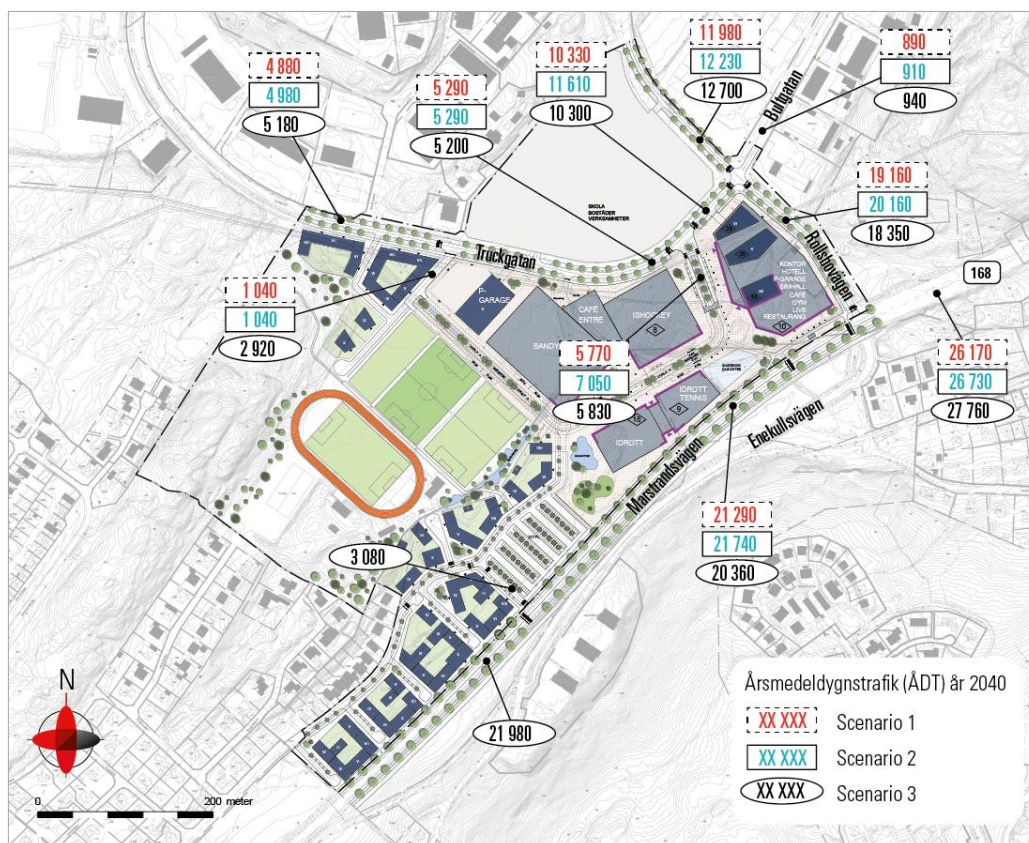 4 880
4 980
5 180
5 290
5 290
5 200
10 330
11 610
10 300
11 980
12 230
12 700
890
910
940
Bultgatan
19 160
20 160
18 350
Rollsbovägen
168
SKOLA
BOSTÄDER
VERKSAMHETER
Truckgatan
1 040
1 040
2 920
P-
GARAGE
CAFÉ
ENTRÉ
ISHOCKEY
8
BANDY
KONTOR
HOTELL
P-GARAGE
SIMHALL
CAFÉ
GYM
LIVS
RESTAURANG
10
5 770
7 050
5 830
IDROTT
TENNIS
9
IDROTT
26 170
26 730
27 760
Marstrandsvägen
Enekullsvägen
21 290
21 740
20 360
3 080
21 980
N
0
200 meter
Årsmedeldygnstrafik (ÅDT) år 2040
XX XXX Scenario 1
XX XXX Scenario 2
XX XXX Scenario 3